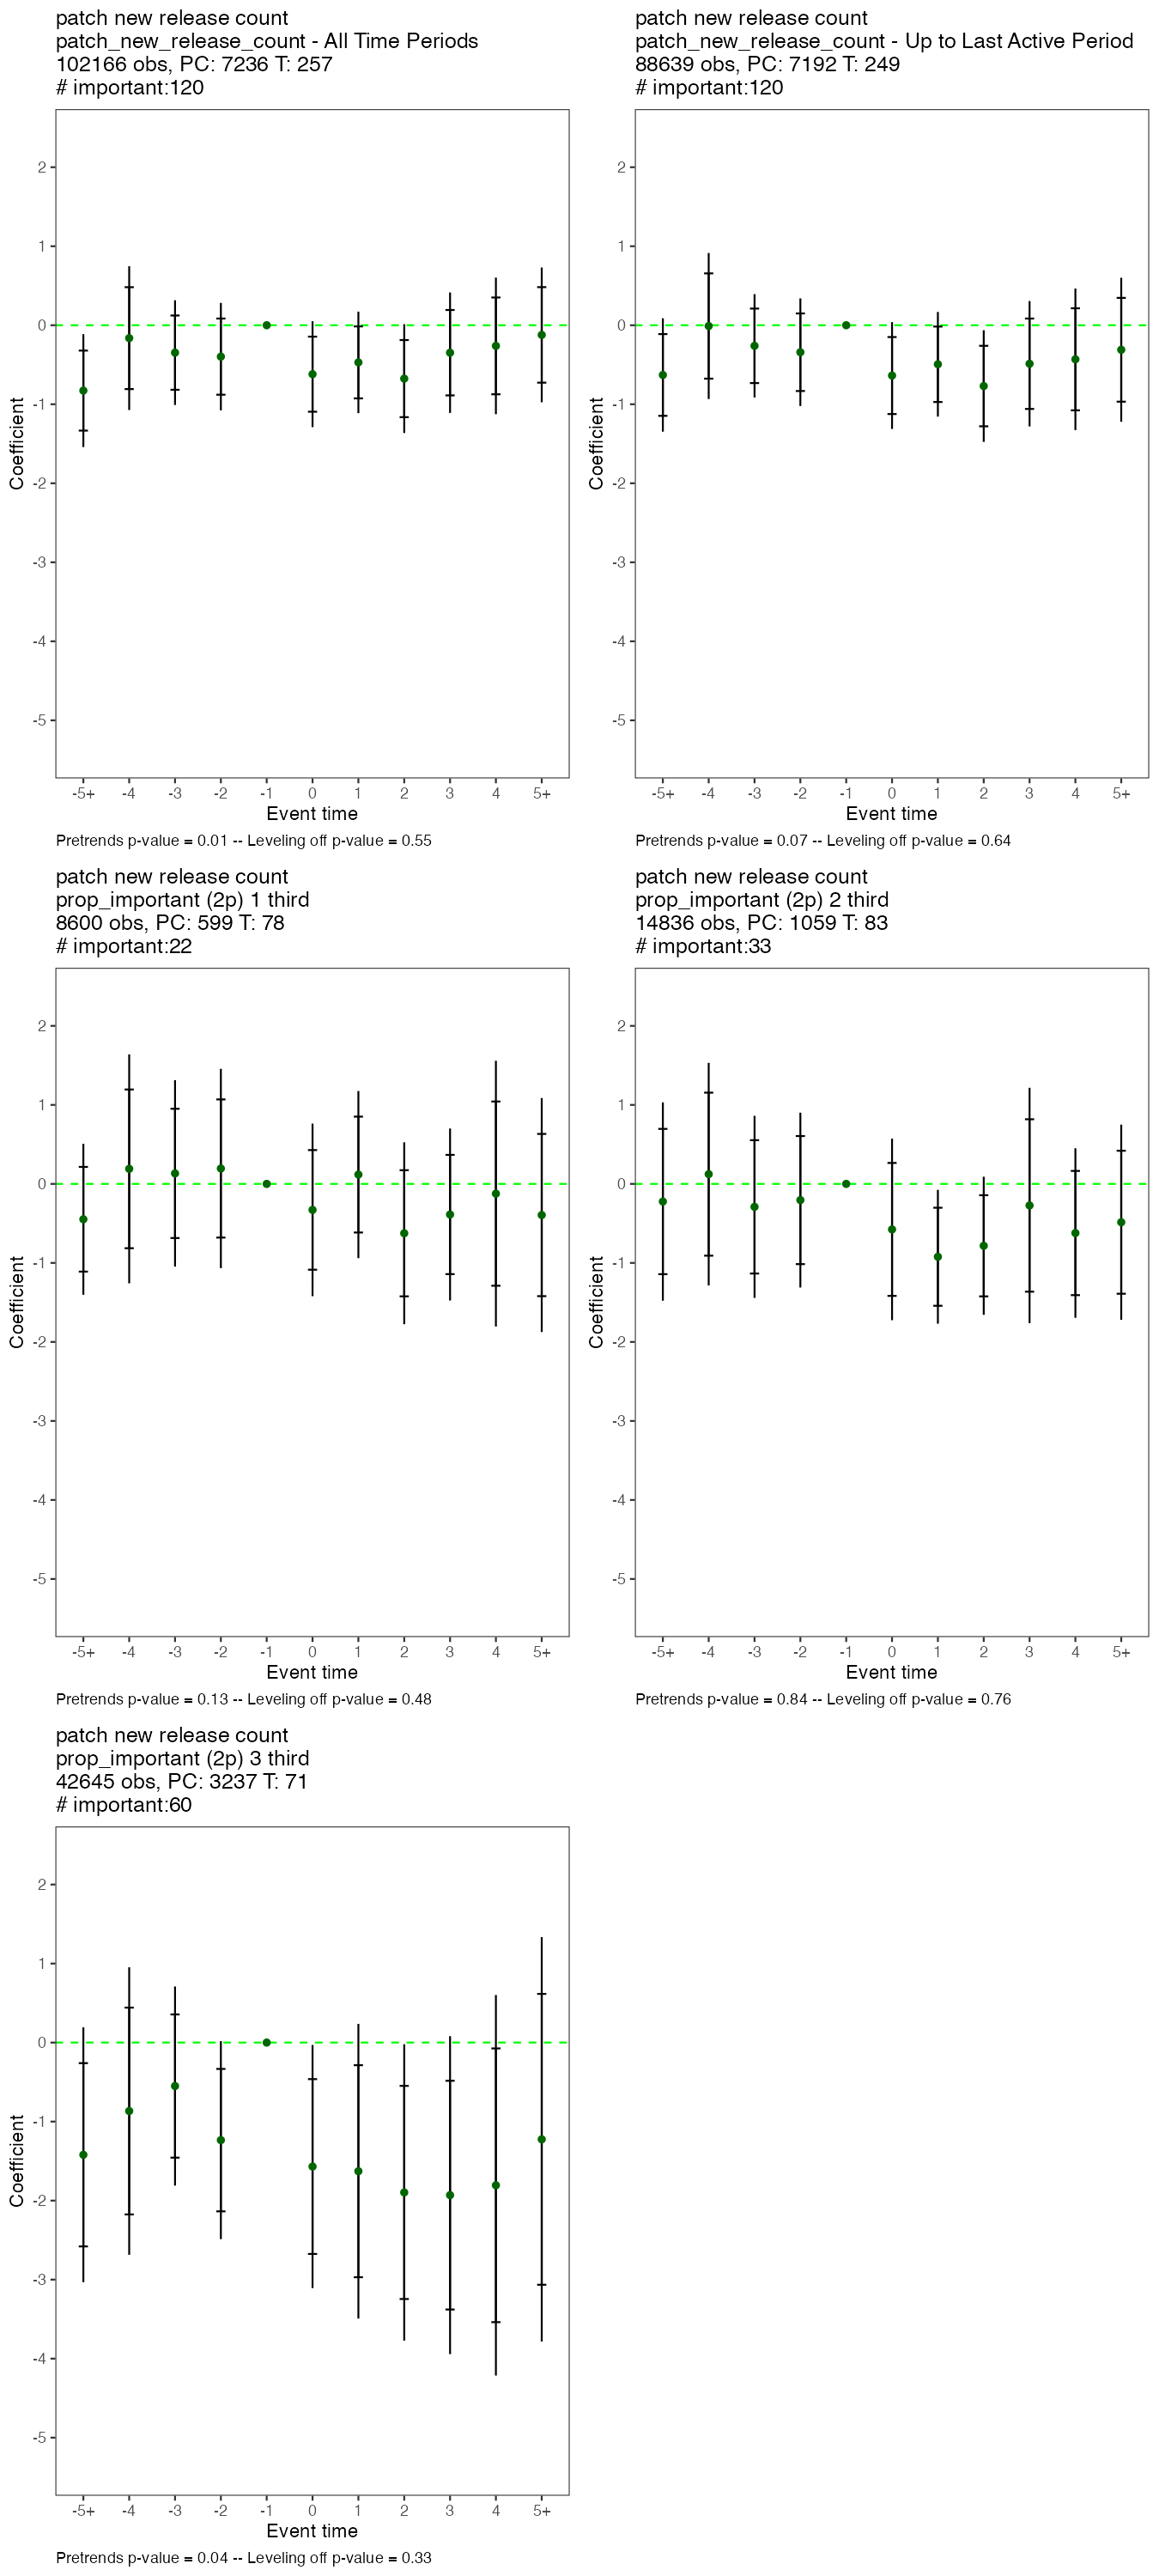 patch new release count
patch_new_release_count - All Time Periods
102166 obs, PC: 7236 T: 257
# important:120
2
1
0
-1
-2
-3
-4
-5
Coefficient
-5+ -4 -3 -2 -1 0 1 2 3 4 5+
Event time
Pretrends p-value = 0.01 -- Leveling off p-value = 0.55
patch new release count
patch_new_release_count - Up to Last Active Period
88639 obs, PC: 7192 T: 249
# important:120
2
1
0
-1
-2
-3
-4
-5
Coefficient
-5+ -4 -3 -2 -1 0 1 2 3 4 5+
Event time
Pretrends p-value = 0.07 -- Leveling off p-value = 0.64
patch new release count
prop_important (2p) 1 third
8600 obs, PC: 599 T: 78
# important:22
2
1
0
-1
-2
-3
-4
-5
Coefficient
-5+ -4 -3 -2 -1 0 1 2 3 4 5+
Event time
Pretrends p-value = 0.13 -- Leveling off p-value = 0.48
patch new release count
prop_important (2p) 2 third
14836 obs, PC: 1059 T: 83
# important:33
2
1
0
-1
-2
-3
-4
-5
Coefficient
-5+ -4 -3 -2 -1 0 1 2 3 4 5+
Event time
Pretrends p-value = 0.84 -- Leveling off p-value = 0.76
patch new release count
prop_important (2p) 3 third
42645 obs, PC: 3237 T: 71
# important:60
2
1
0
-1
-2
-3
-4
-5
Coefficient
-5+ -4 -3 -2 -1 0 1 2 3 4 5+
Event time
Pretrends p-value = 0.04 -- Leveling off p-value = 0.33